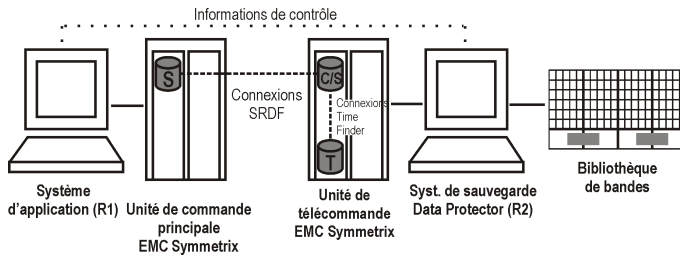 Informations de contrôle
S
C/S
Connexions
SRDF
Connexions
Time
Finder
T
Système
d'application (R1)
Unité de commande
principale
EMC Symmetrix
Unité de
télécommande
EMC Symmetrix
Syst. de sauvegarde
Data Protector (R2)
Bibliothèque
de bandes